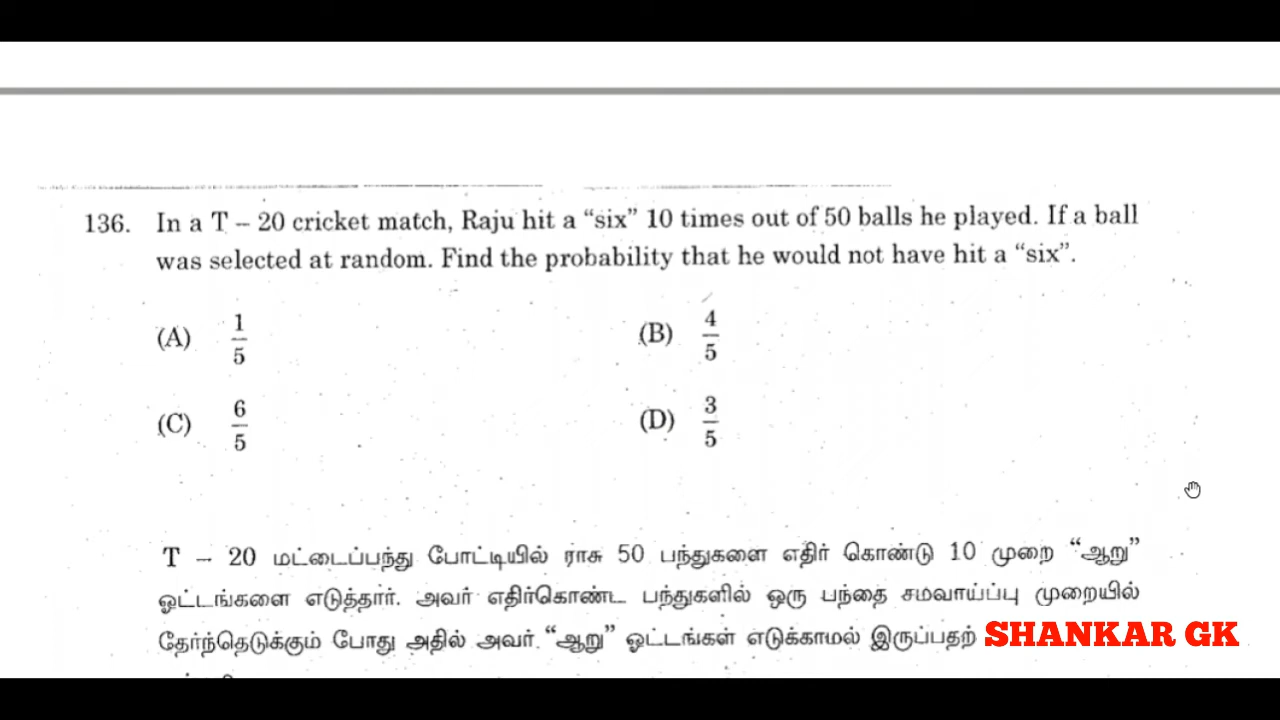 136. In a T – 20 cricket match, Raju hit a “six” 10 times out of 50 balls he played. If a ball
was selected at random. Find the probability that he would not have hit a “six”.
(A) 1/5 (B) 4/5
(C) 6/5 (D) 3/5
T – 20 மட்டைப்பந்து போட்டியில் ராசு 50 பந்துகளை எதிர் கொண்டு 10 முறை “ஆறு”
ஓட்டங்களை எடுத்தார். அவர் எதிர்கொண்ட பந்துகளில் ஒரு பந்தை சமவாய்ப்பு முறையில்
தேர்ந்தெடுக்கும் போது அதில் அவர் “ஆறு” ஓட்டங்கள் எடுக்காமல் இருப்பதற்
SHANKAR GK